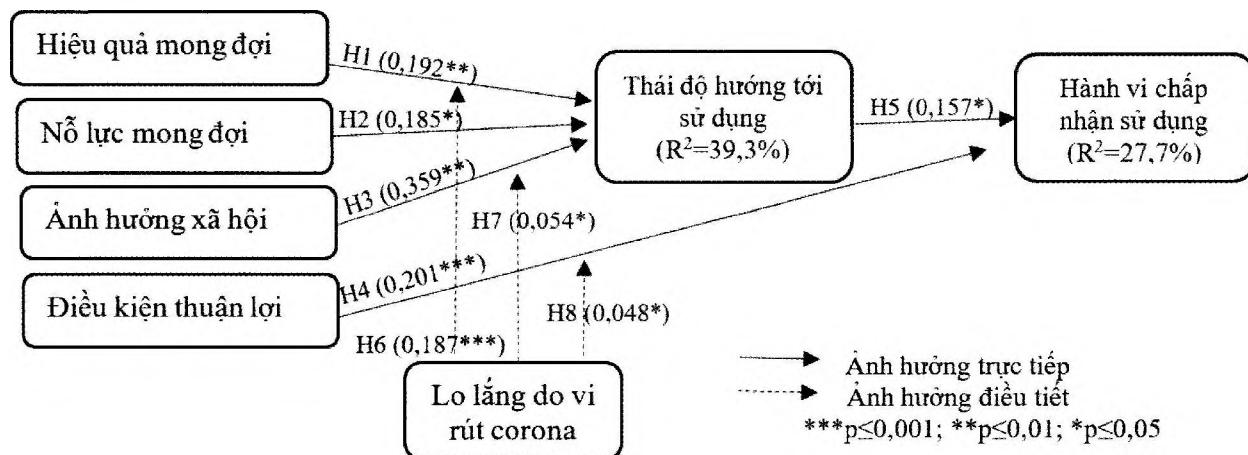 Hiệu quả mong đợi
H1 (0,192**)
Nỗ lực mong đợi
H2 (0,185*)
Ảnh hưởng xã hội
H3 (0,359**)
Điều kiện thuận lợi
H4 (0,201***)
Thái độ hướng tới
sử dụng
(R²=39,3%)
H5 (0,157*)
Hành vi chấp
nhận sử dụng
(R²=27,7%)
H7 (0,054*)
H8 (0,048*)
H6 (0,187***)
Lo lắng do vi
rút corona
Ảnh hưởng trực tiếp
Ảnh hưởng điều tiết
***p≤0,001; **p≤0,01; *p≤0,05